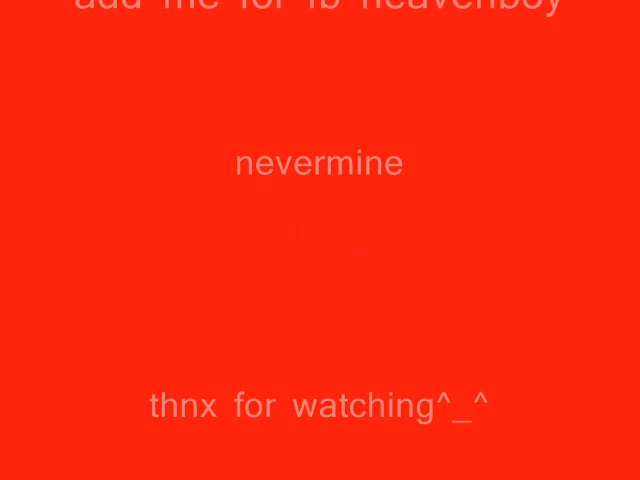 add me for fb heavenboy
nevermine
thnx for watching^_^